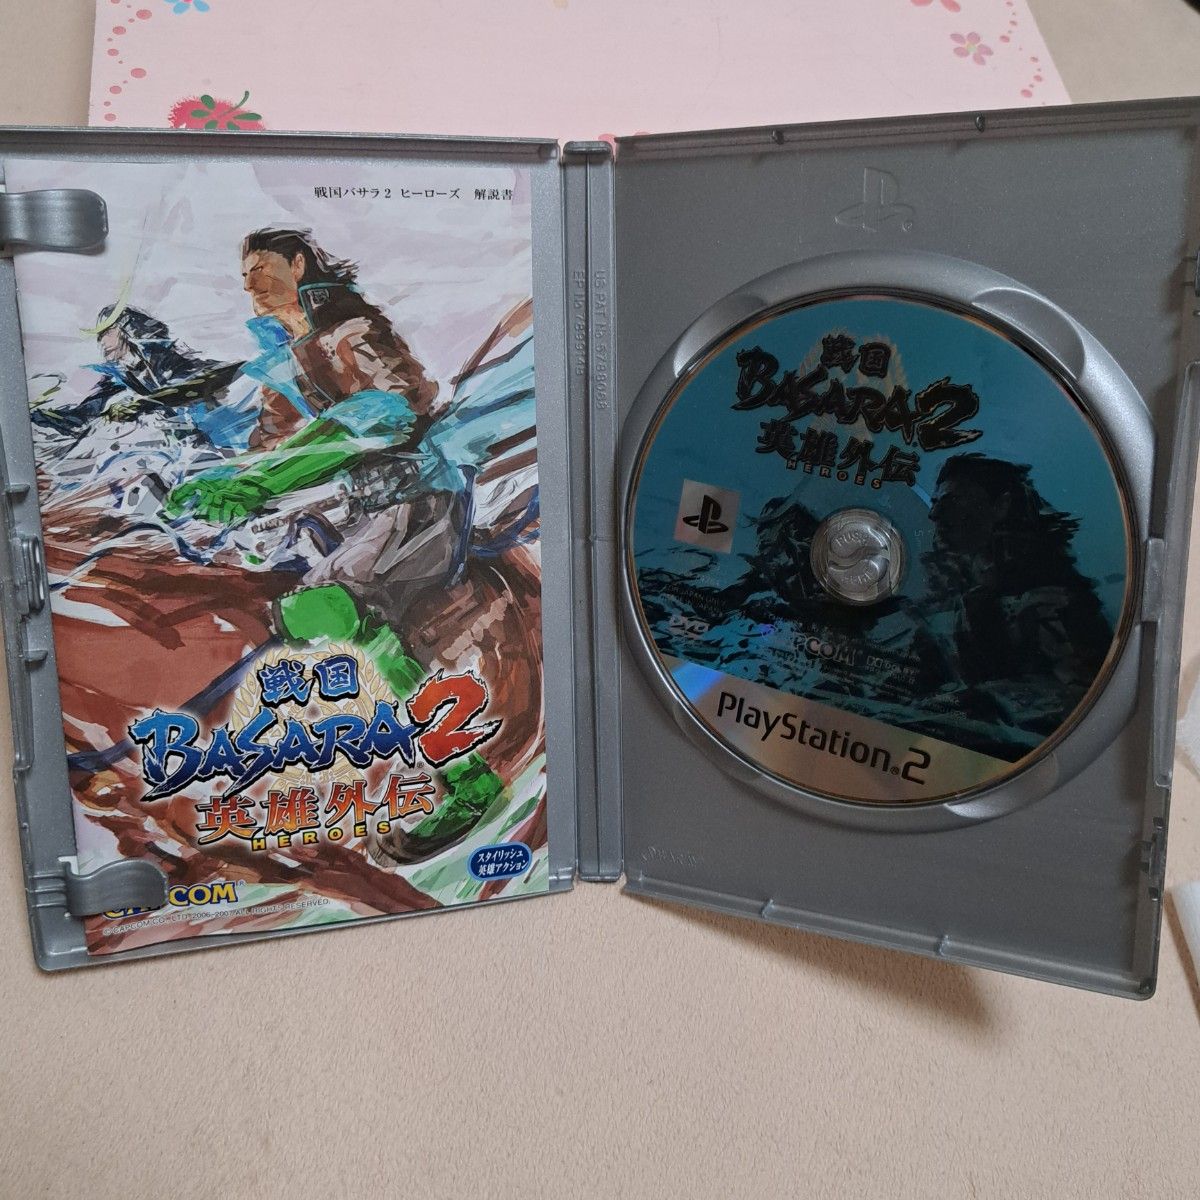 戦国バサラ2 ヒーローズ 解説書
戦国
BASARA2
英雄外伝
HEROES
スタイリッシュ
英雄アクション
CAPCOM
©CAPCOM CO., LTD. 2006, 2007 ALL RIGHTS RESERVED.
戦国
BASARA2
英雄外伝
HEROES
PUSH
DVD
PlayStation.2